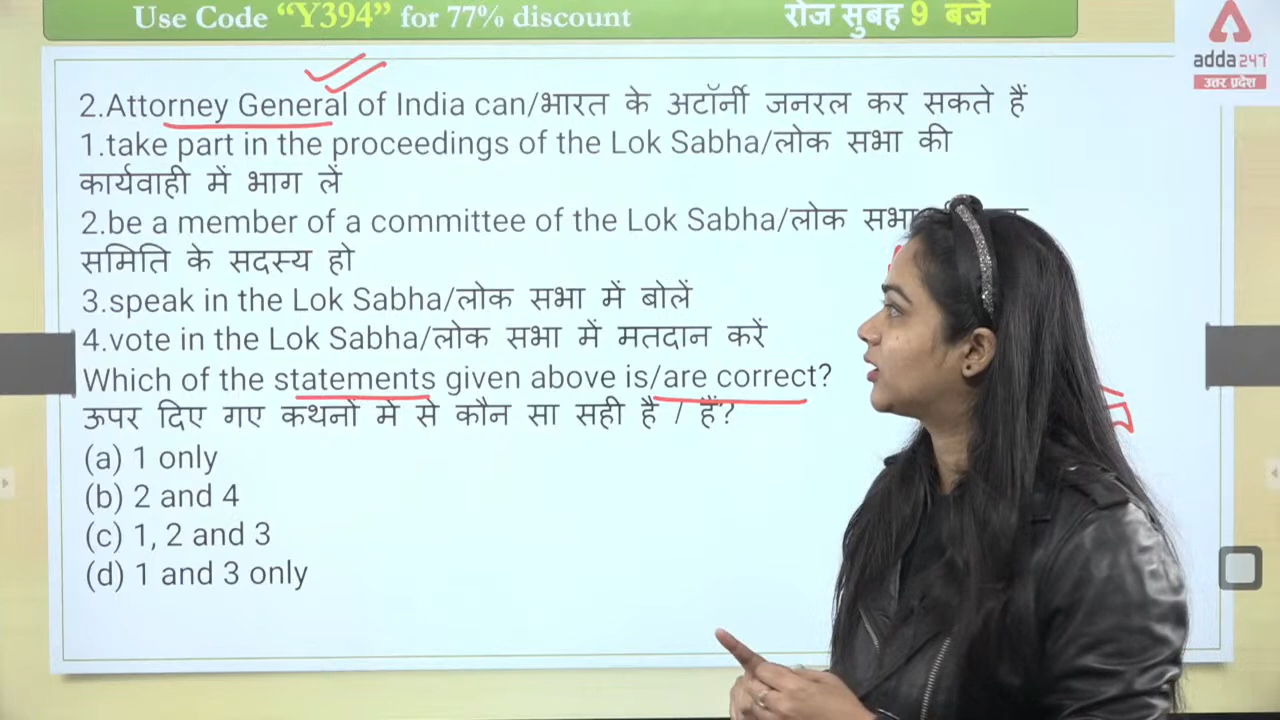 Use Code “Y394” for 77% discount
रोज सुबह 9 बजे
adda247
उत्तर प्रदेश
2.Attorney General of India can/भारत के अटॉर्नी जनरल कर सकते हैं
1.take part in the proceedings of the Lok Sabha/लोक सभा की
कार्यवाही में भाग लें
2.be a member of a committee of the Lok Sabha/लोक सभा
समिति के सदस्य हो
3.speak in the Lok Sabha/लोक सभा में बोलें
4.vote in the Lok Sabha/लोक सभा में मतदान करें
Which of the statements given above is/are correct?
ऊपर दिए गए कथनों में से कौन सा सही है / हैं?
(a) 1 only
(b) 2 and 4
(c) 1, 2 and 3
(d) 1 and 3 only